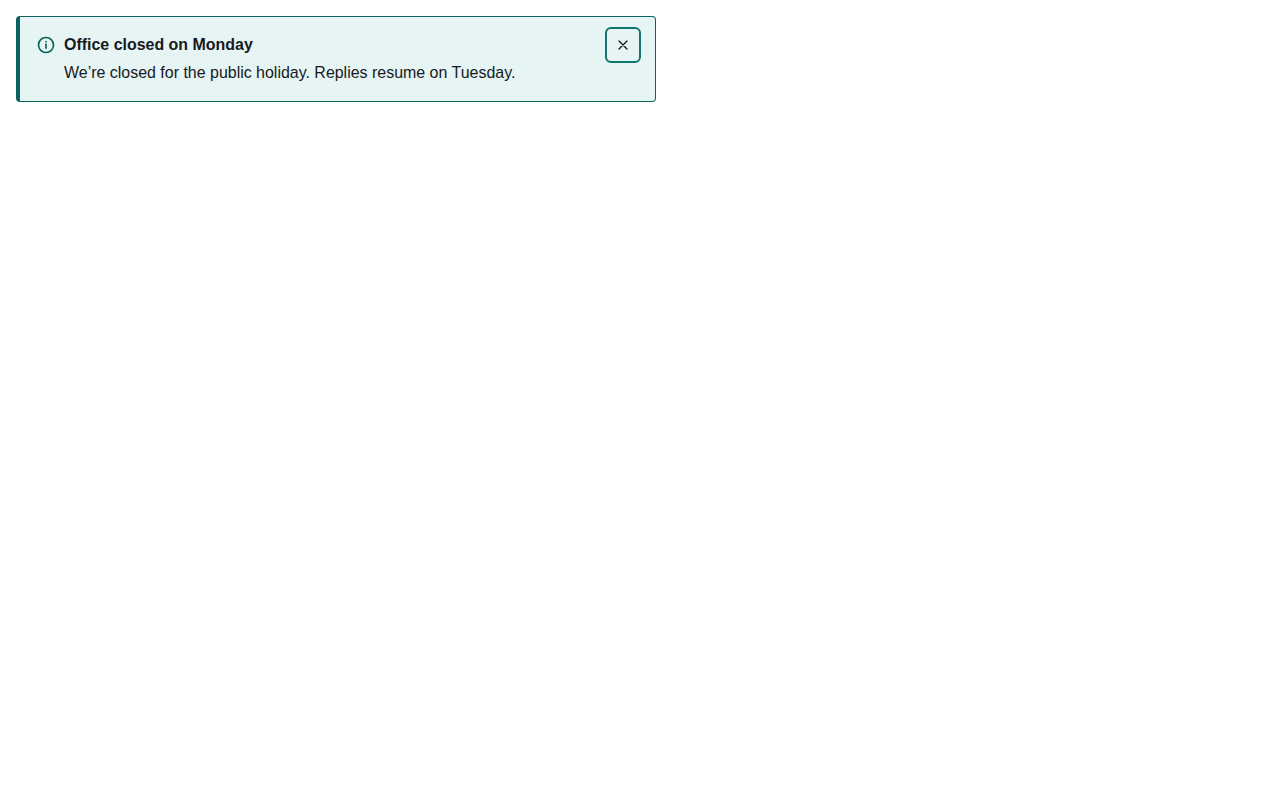 Office closed on Monday
We’re closed for the public holiday. Replies resume on Tuesday.